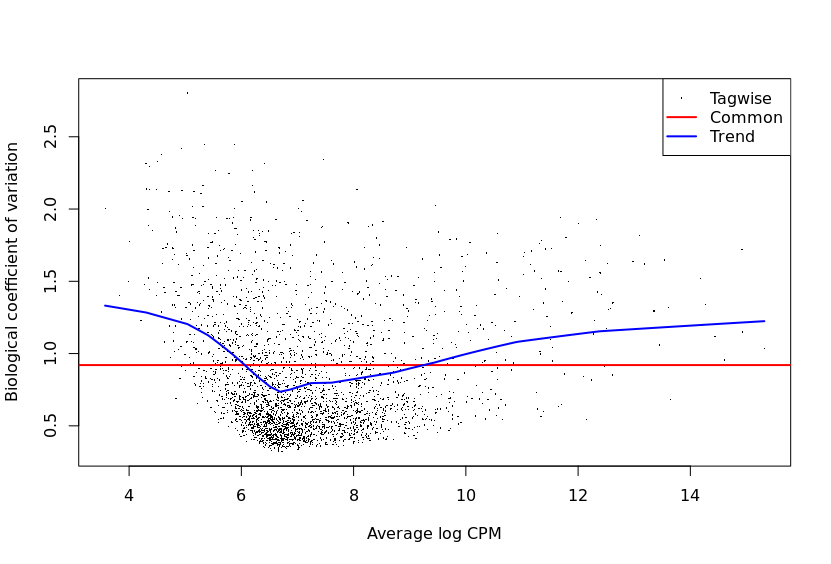 Tagwise
Common
Trend
Biological coefficient of variation
2.5
2.0
1.5
1.0
0.5
4 6 8 10 12 14
Average log CPM